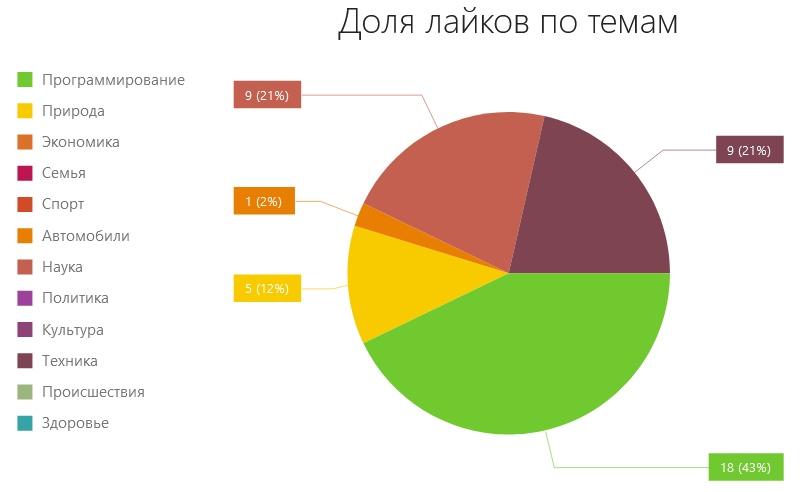 Доля лайков по темам
Программирование
Природа
Экономика
Семья
Спорт
Автомобили
Наука
Политика
Культура
Техника
Происшествия
Здоровье
9 (21%)
9 (21%)
1 (2%)
5 (12%)
18 (43%)